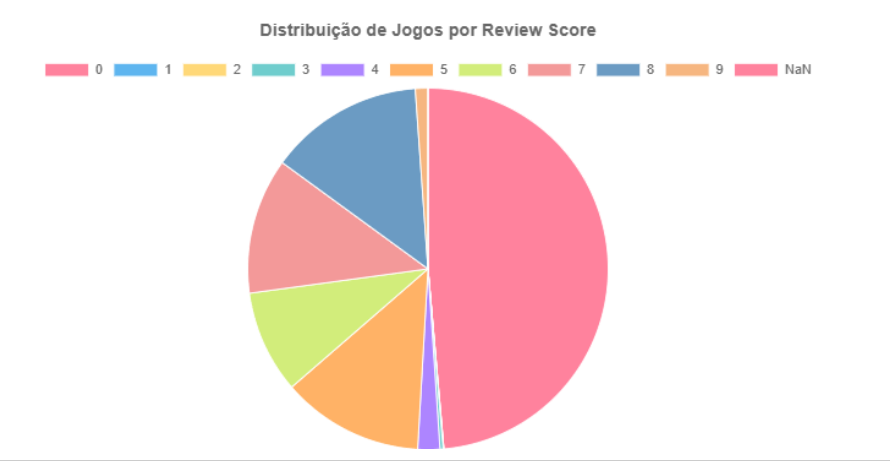 Distribuição de Jogos por Review Score
0 1 2 3 4 5 6 7 8 9 NaN